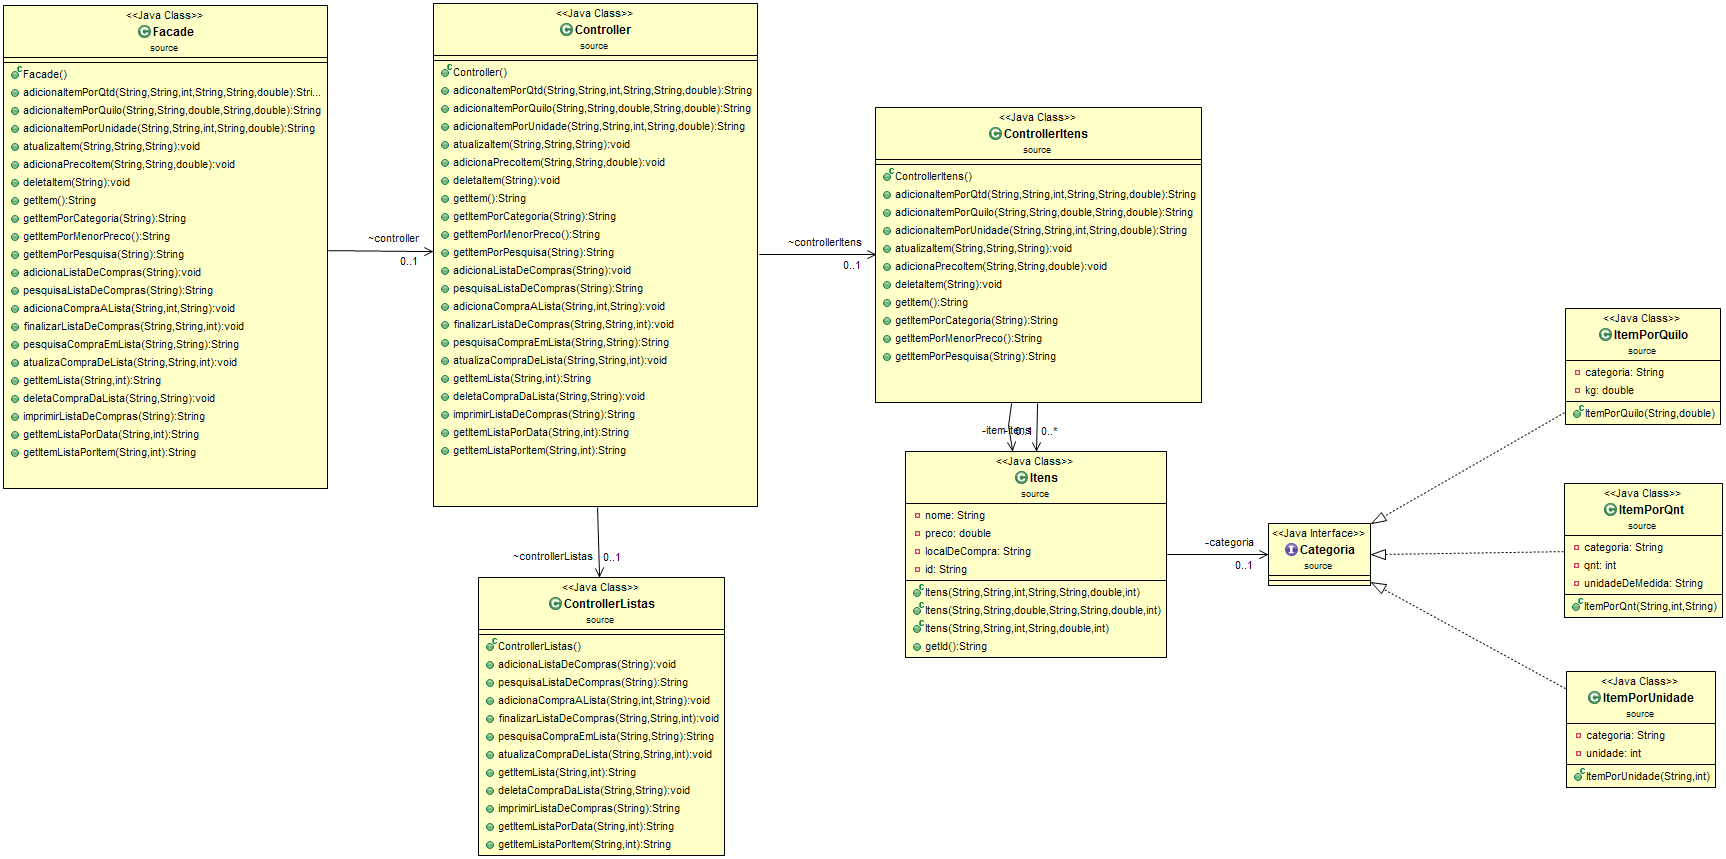 <<Java Class>>
Facade
source
Facade()
adicionaItemPorQtd(String,String,int,String,String,double):Stri...
adicionaItemPorQuilo(String,String,double,String,double):String
adicionaItemPorUnidade(String,String,int,String,double):String
atualizaItem(String,String,String):void
adicionaPrecoItem(String,String,double):void
deletaItem(String):void
getItem():String
getItemPorCategoria(String):String
getItemPorMenorPreco():String
getItemPorPesquisa(String):String
adicionaListaDeCompras(String):void
pesquisaListaDeCompras(String):String
adicionaCompraALista(String,int,String):void
finalizarListaDeCompras(String,String,int):void
pesquisaCompraEmLista(String,String):String
atualizaCompraDeLista(String,String,int):void
getItemLista(String,int):String
deletaCompraDaLista(String,String):void
imprimirListaDeCompras(String):String
getItemListaPorData(String,int):String
getItemListaPorItem(String,int):String
~controller
0..1
<<Java Class>>
Controller
source
Controller()
adiconaItemPorQtd(String,String,int,String,String,double):String
adicionaItemPorQuilo(String,String,double,String,double):String
adicionaItemPorUnidade(String,String,int,String,double):String
atualizaItem(String,String,String):void
adicionaPrecoItem(String,String,double):void
deletaItem(String):void
getItem():String
getItemPorCategoria(String):String
getItemPorMenorPreco():String
getItemPorPesquisa(String):String
adicionaListaDeCompras(String):void
pesquisaListaDeCompras(String):String
adicionaCompraALista(String,int,String):void
finalizarListaDeCompras(String,String,int):void
pesquisaCompraEmLista(String,String):String
atualizaCompraDeLista(String,String,int):void
getItemLista(String,int):String
deletaCompraDaLista(String,String):void
imprimirListaDeCompras(String):String
getItemListaPorData(String,int):String
getItemListaPorItem(String,int):String
~controllerListas
0..1
<<Java Class>>
ControllerListas
source
ControllerListas()
adicionaListaDeCompras(String):void
pesquisaListaDeCompras(String):String
adicionaCompraALista(String,int,String):void
finalizarListaDeCompras(String,String,int):void
pesquisaCompraEmLista(String,String):String
atualizaCompraDeLista(String,String,int):void
getItemLista(String,int):String
deletaCompraDaLista(String,String):void
imprimirListaDeCompras(String):String
getItemListaPorData(String,int):String
getItemListaPorItem(String,int):String
~controllerItens
0..1
<<Java Class>>
ControllerItens
source
ControllerItens()
adicionaItemPorQtd(String,String,int,String,String,double):String
adicionaItemPorQuilo(String,String,double,String,double):String
adicionaItemPorUnidade(String,String,int,String,double):String
atualizaItem(String,String,String):void
adicionaPrecoItem(String,String,double):void
deletaItem(String):void
getItem():String
getItemPorCategoria(String):String
getItemPorMenorPreco():String
getItemPorPesquisa(String):String
-item
-itens
0..1
0..*
<<Java Class>>
Itens
source
nome: String
preco: double
localDeCompra: String
id: String
Itens(String,String,int,String,String,double,int)
Itens(String,String,double,String,String,double,int)
Itens(String,String,int,String,double,int)
getId():String
-categoria
0..1
<<Java Interface>>
Categoria
source
<<Java Class>>
ItemPorQuilo
source
categoria: String
kg: double
ItemPorQuilo(String,double)
<<Java Class>>
ItemPorQnt
source
categoria: String
qnt: int
unidadeDeMedida: String
ItemPorQnt(String,int,String)
<<Java Class>>
ItemPorUnidade
source
categoria: String
unidade: int
ItemPorUnidade(String,int)